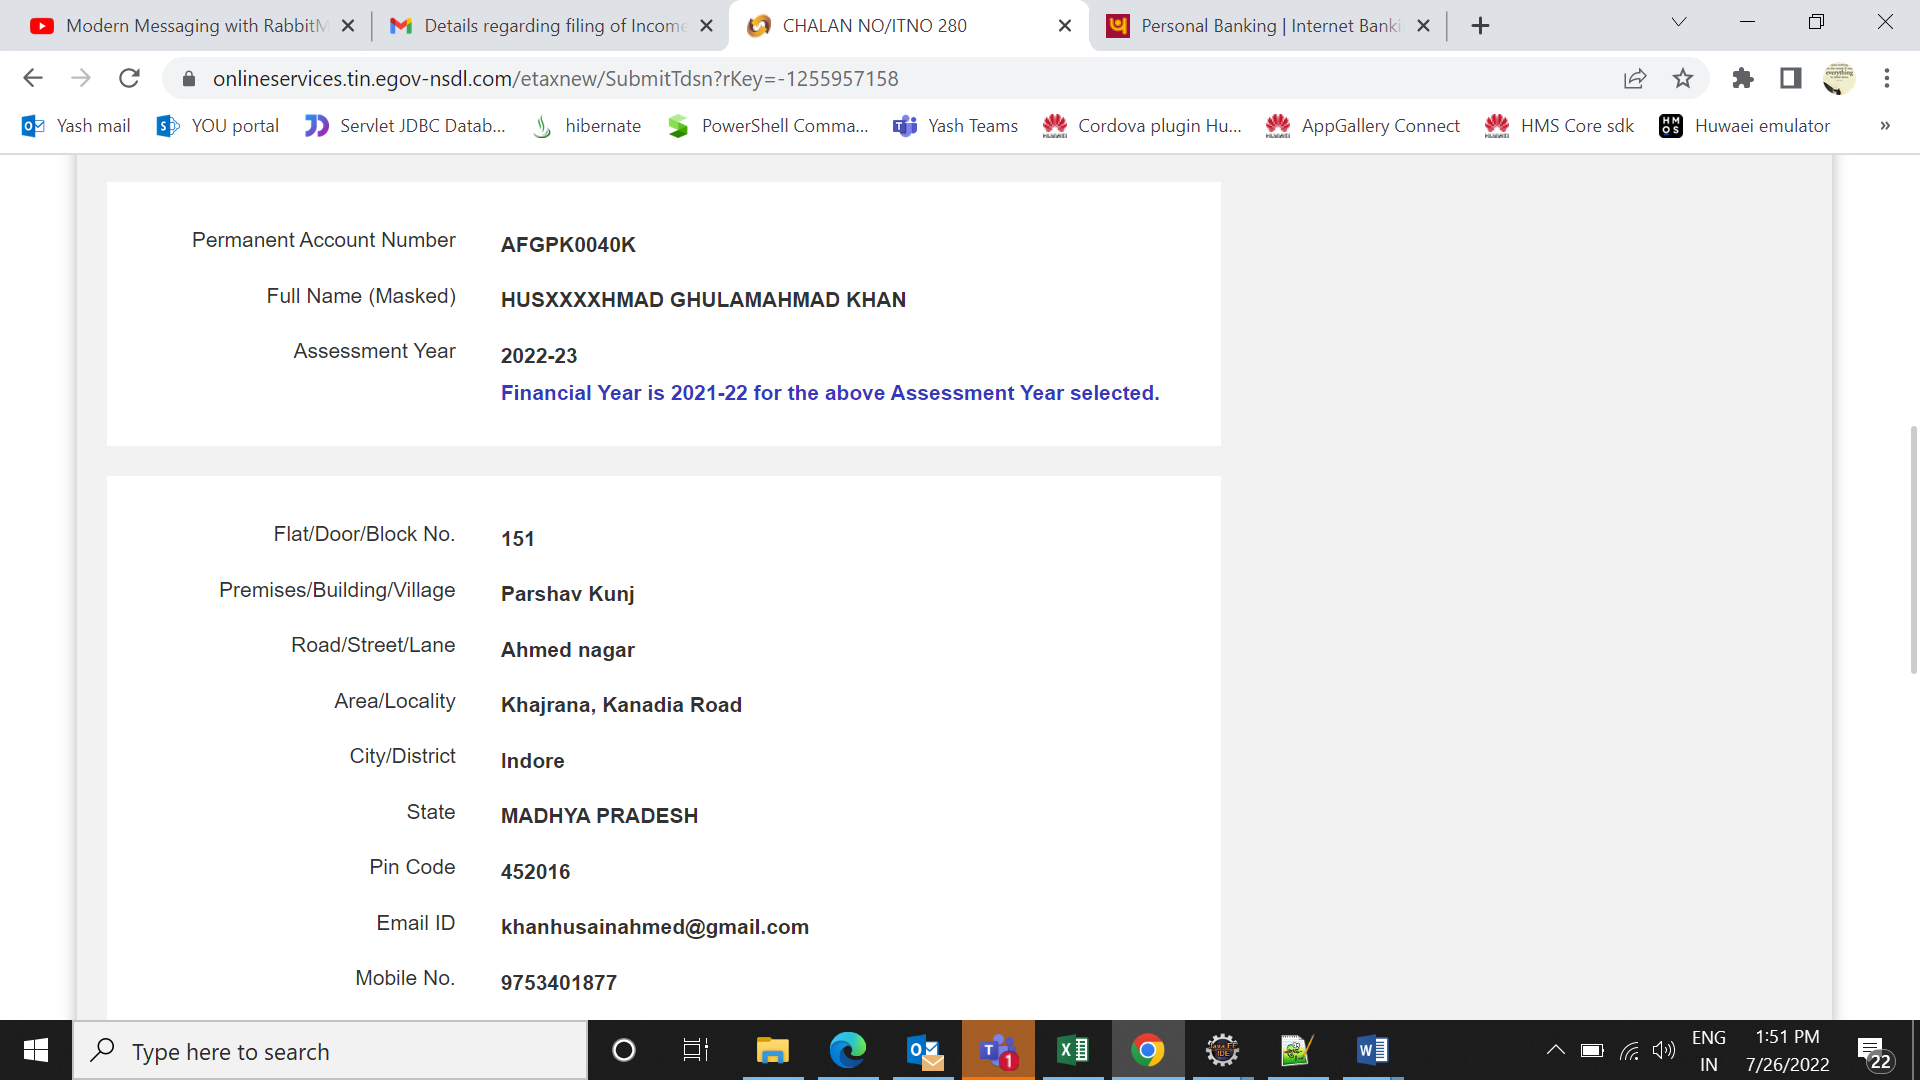 Modern Messaging with RabbitM
Details regarding filing of Income
CHALAN NO/ITNO 280
Personal Banking | Internet Banki
onlineservices.tin.egov-nsdl.com/etaxnew/SubmitTdsn?rKey=-1255957158
Yash mail
YOU portal
Servlet JDBC Datab...
hibernate
PowerShell Comma...
Yash Teams
Cordova plugin Hu...
AppGallery Connect
HMS Core sdk
Huwaei emulator
»
Permanent Account Number AFGPK0040K
Full Name (Masked) HUSXXXXHMAD GHULAMAHMAD KHAN
Assessment Year 2022-23
Financial Year is 2021-22 for the above Assessment Year selected.
Flat/Door/Block No. 151
Premises/Building/Village Parshav Kunj
Road/Street/Lane Ahmed nagar
Area/Locality Khajrana, Kanadia Road
City/District Indore
State MADHYA PRADESH
Pin Code 452016
Email ID khanhusainahmed@gmail.com
Mobile No. 9753401877
Type here to search
ENG
IN
1:51 PM
7/26/2022
22